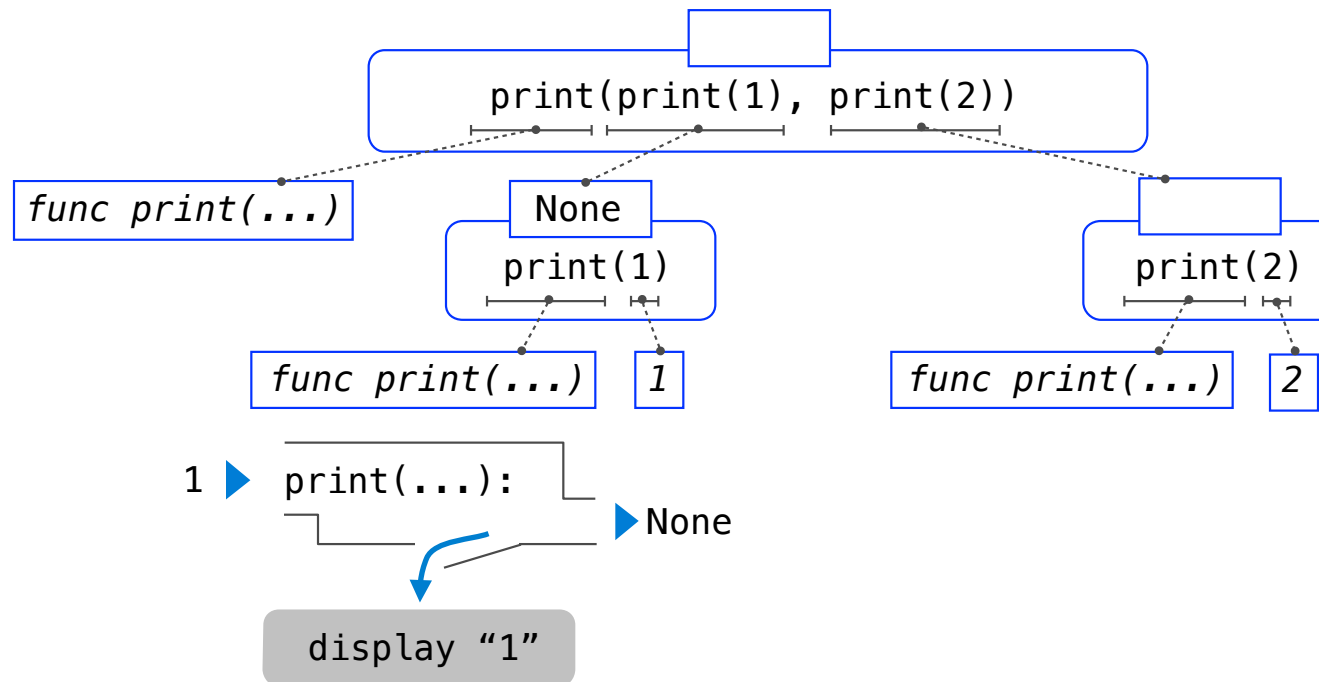 print(print(1), print(2))
func print(...)
None
print(1)
print(2)
func print(...)
1
func print(...)
2
1
print(...):
None
display “1”